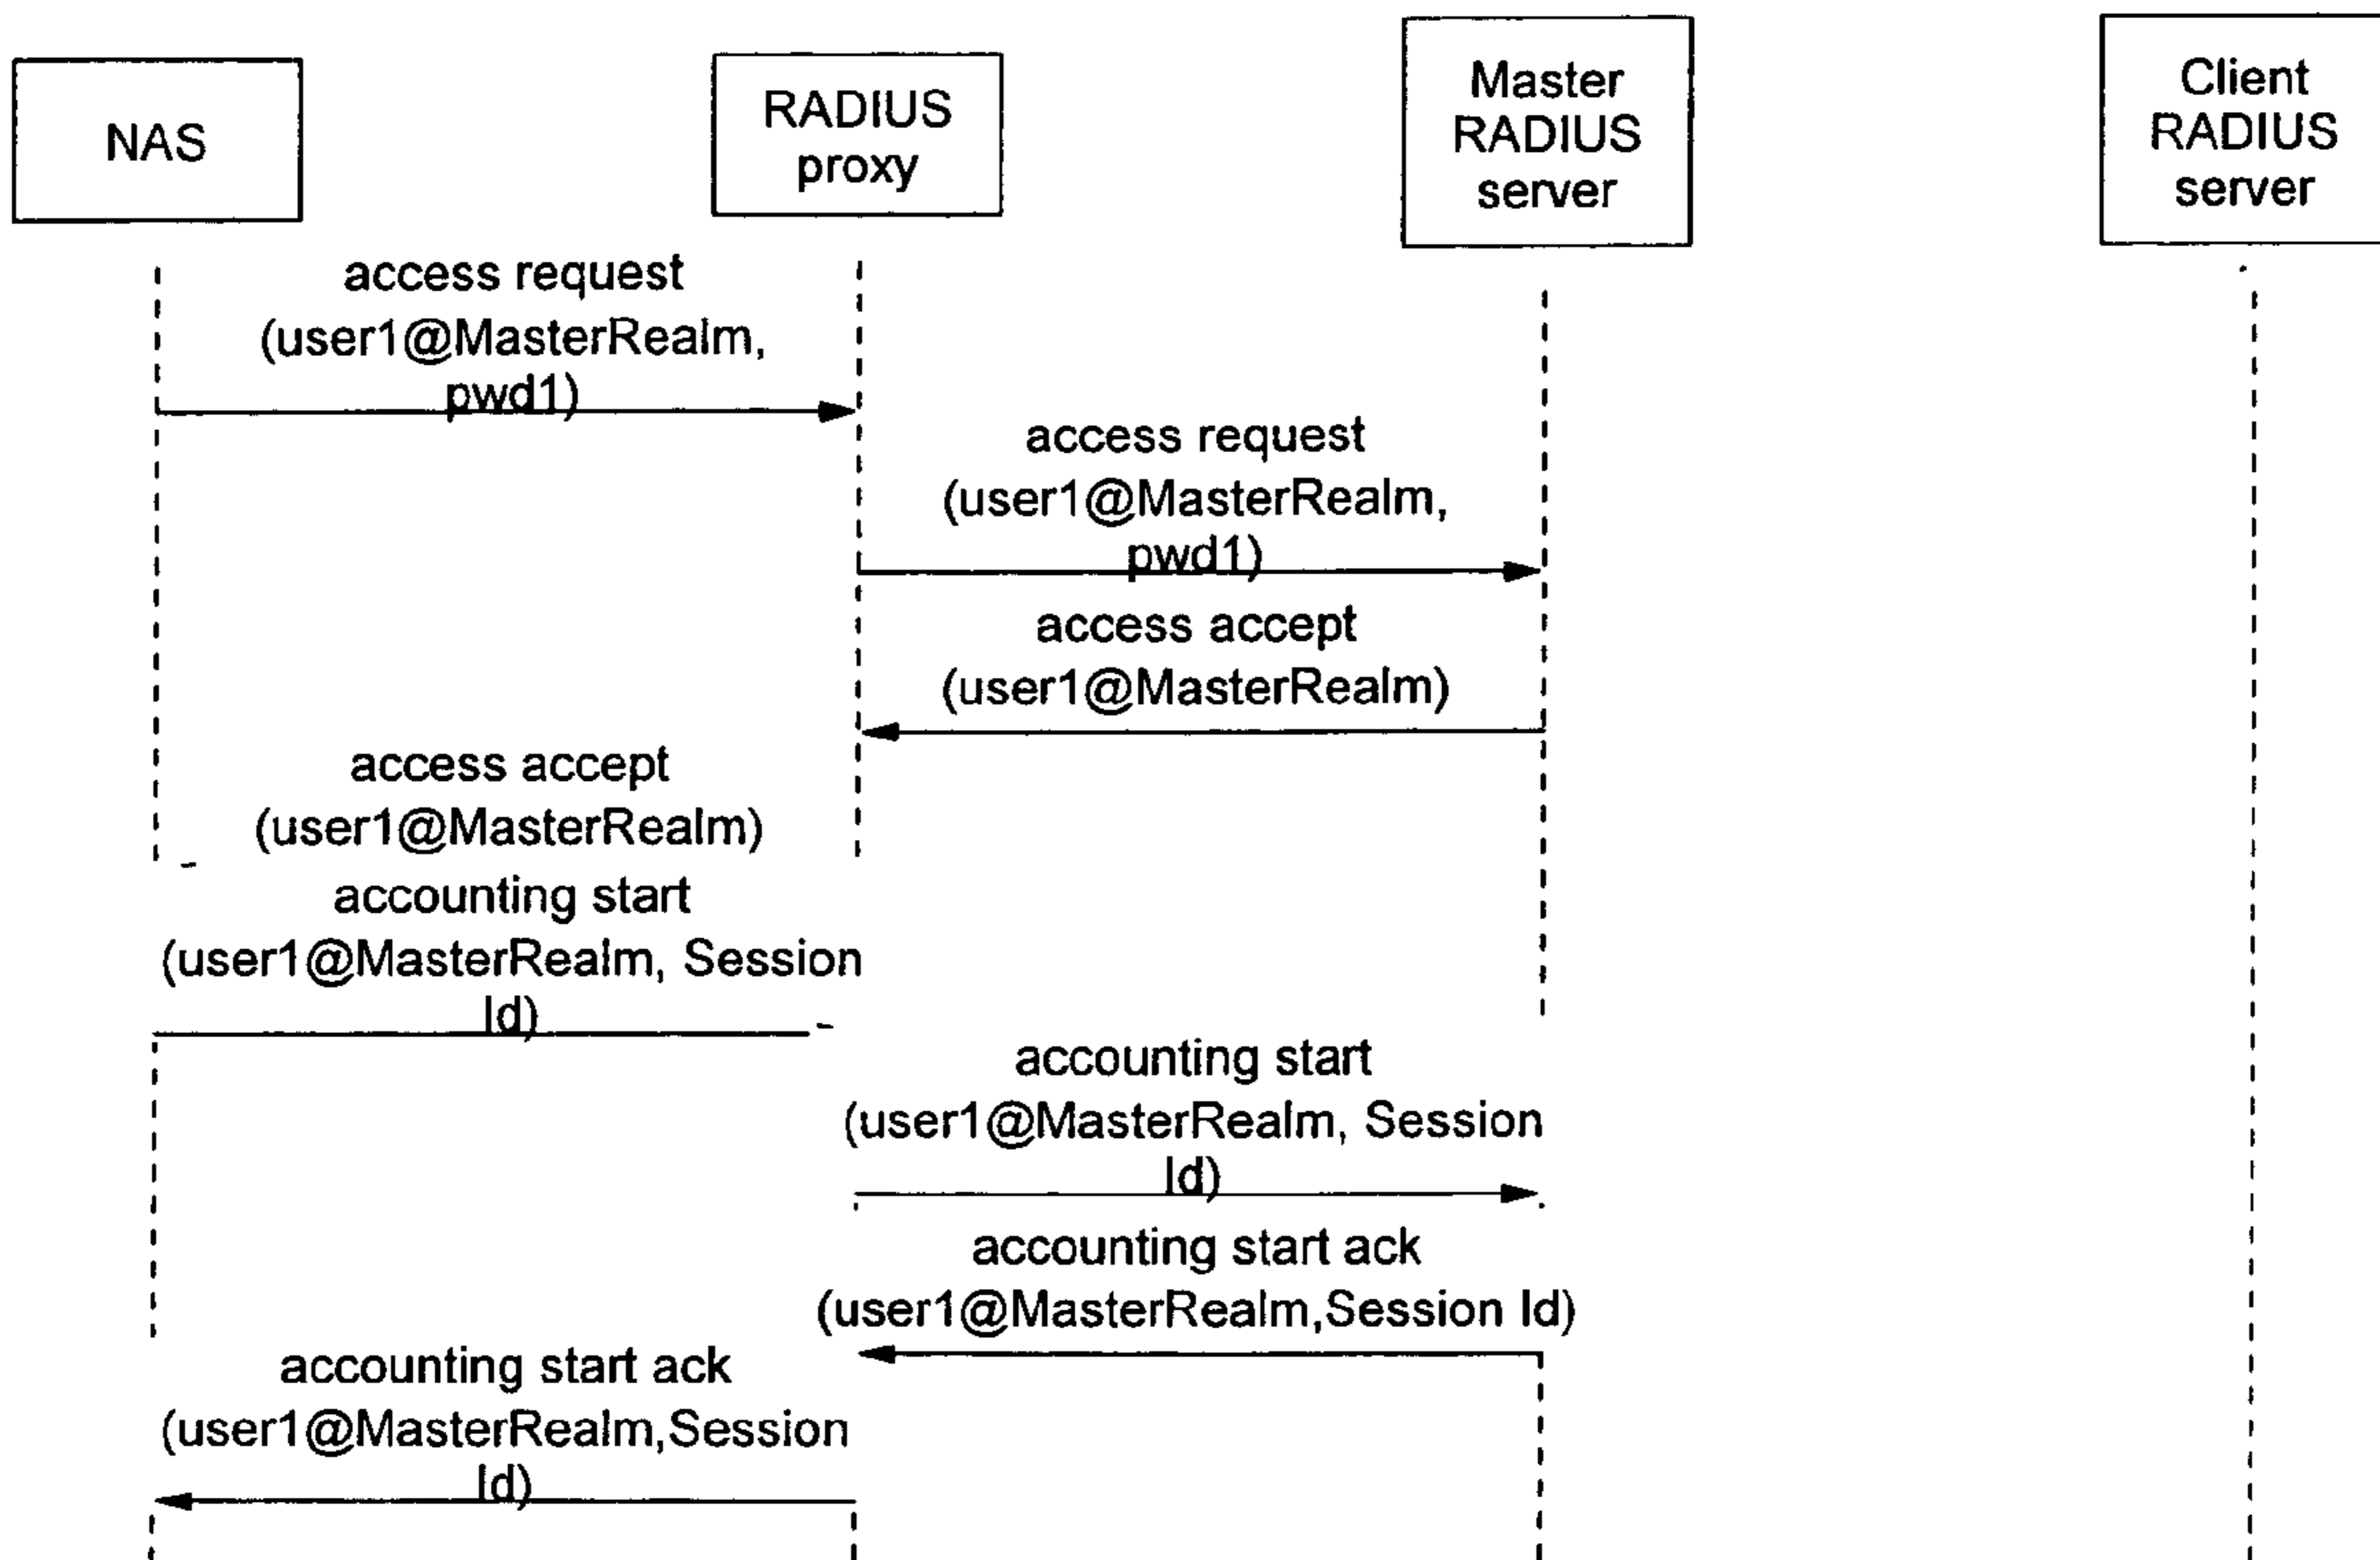 NAS
RADIUS
proxy
Master
RADIUS
server
Client
RADIUS
server
access request
(user1@MasterRealm,
pwd1)
access request
(user1@MasterRealm,
pwd1)
access accept
(user1@MasterRealm)
access accept
(user1@MasterRealm)
accounting start
(user1@MasterRealm, Session
Id)
accounting start
(user1@MasterRealm, Session
Id)
accounting start ack
(user1@MasterRealm,Session Id)
accounting start ack
(user1@MasterRealm,Session
Id)